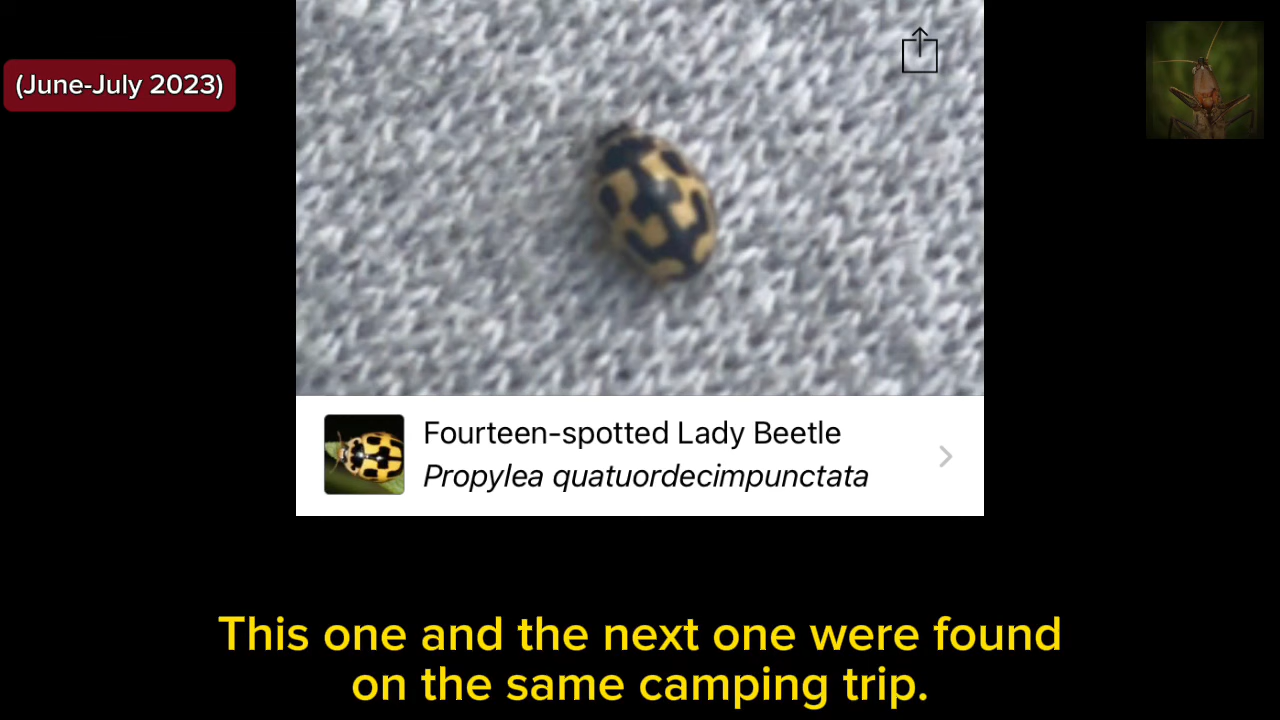 (June-July 2023)
Fourteen-spotted Lady Beetle
Propylea quatuordecimpunctata
This one and the next one were found
on the same camping trip.